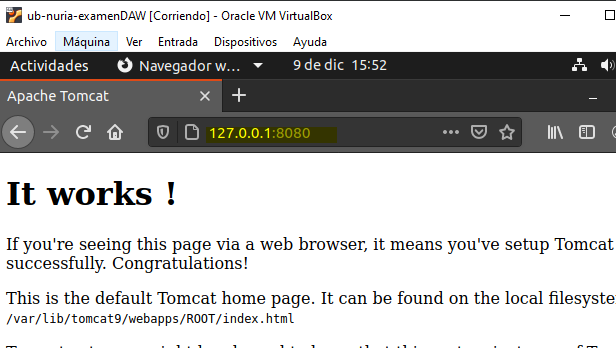 ub-nuria-examenDAW [Corriendo] - Oracle VM VirtualBox
Archivo Máquina Ver Entrada Dispositivos Ayuda
Actividades Navegador w... 9 de dic 15:52
Apache Tomcat
127.0.0.1:8080
It works !
If you're seeing this page via a web browser, it means you've setup Tomcat
successfully. Congratulations!
This is the default Tomcat home page. It can be found on the local filesyste
/var/lib/tomcat9/webapps/ROOT/index.html